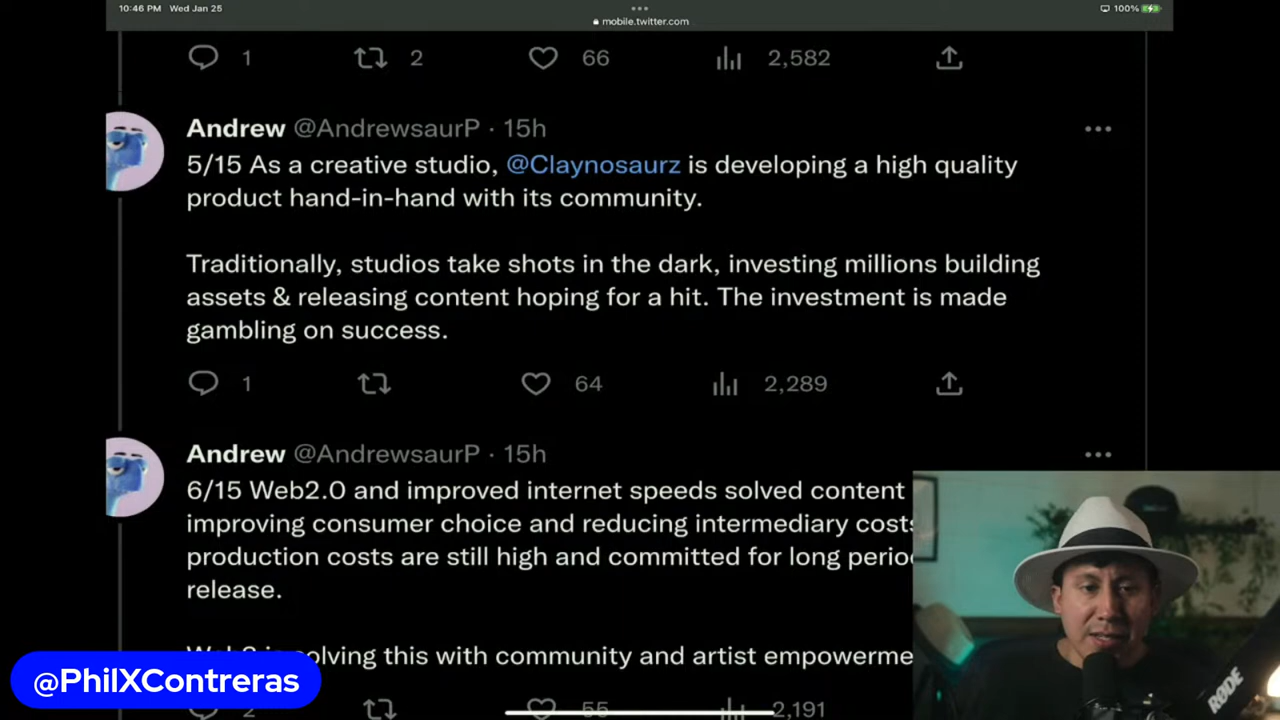 10:46 PM Wed Jan 25
100%
mobile.twitter.com
1 2 66 2,582
Andrew @AndrewsaurP · 15h
5/15 As a creative studio, @Claynosaurz is developing a high quality
product hand-in-hand with its community.
Traditionally, studios take shots in the dark, investing millions building
assets & releasing content hoping for a hit. The investment is made
gambling on success.
1 64 2,289
Andrew @AndrewsaurP · 15h
6/15 Web2.0 and improved internet speeds solved content
improving consumer choice and reducing intermediary costs
production costs are still high and committed for long
release.
solving this with community and artist
2 55 2,191
@PhilXContreras
RØDE